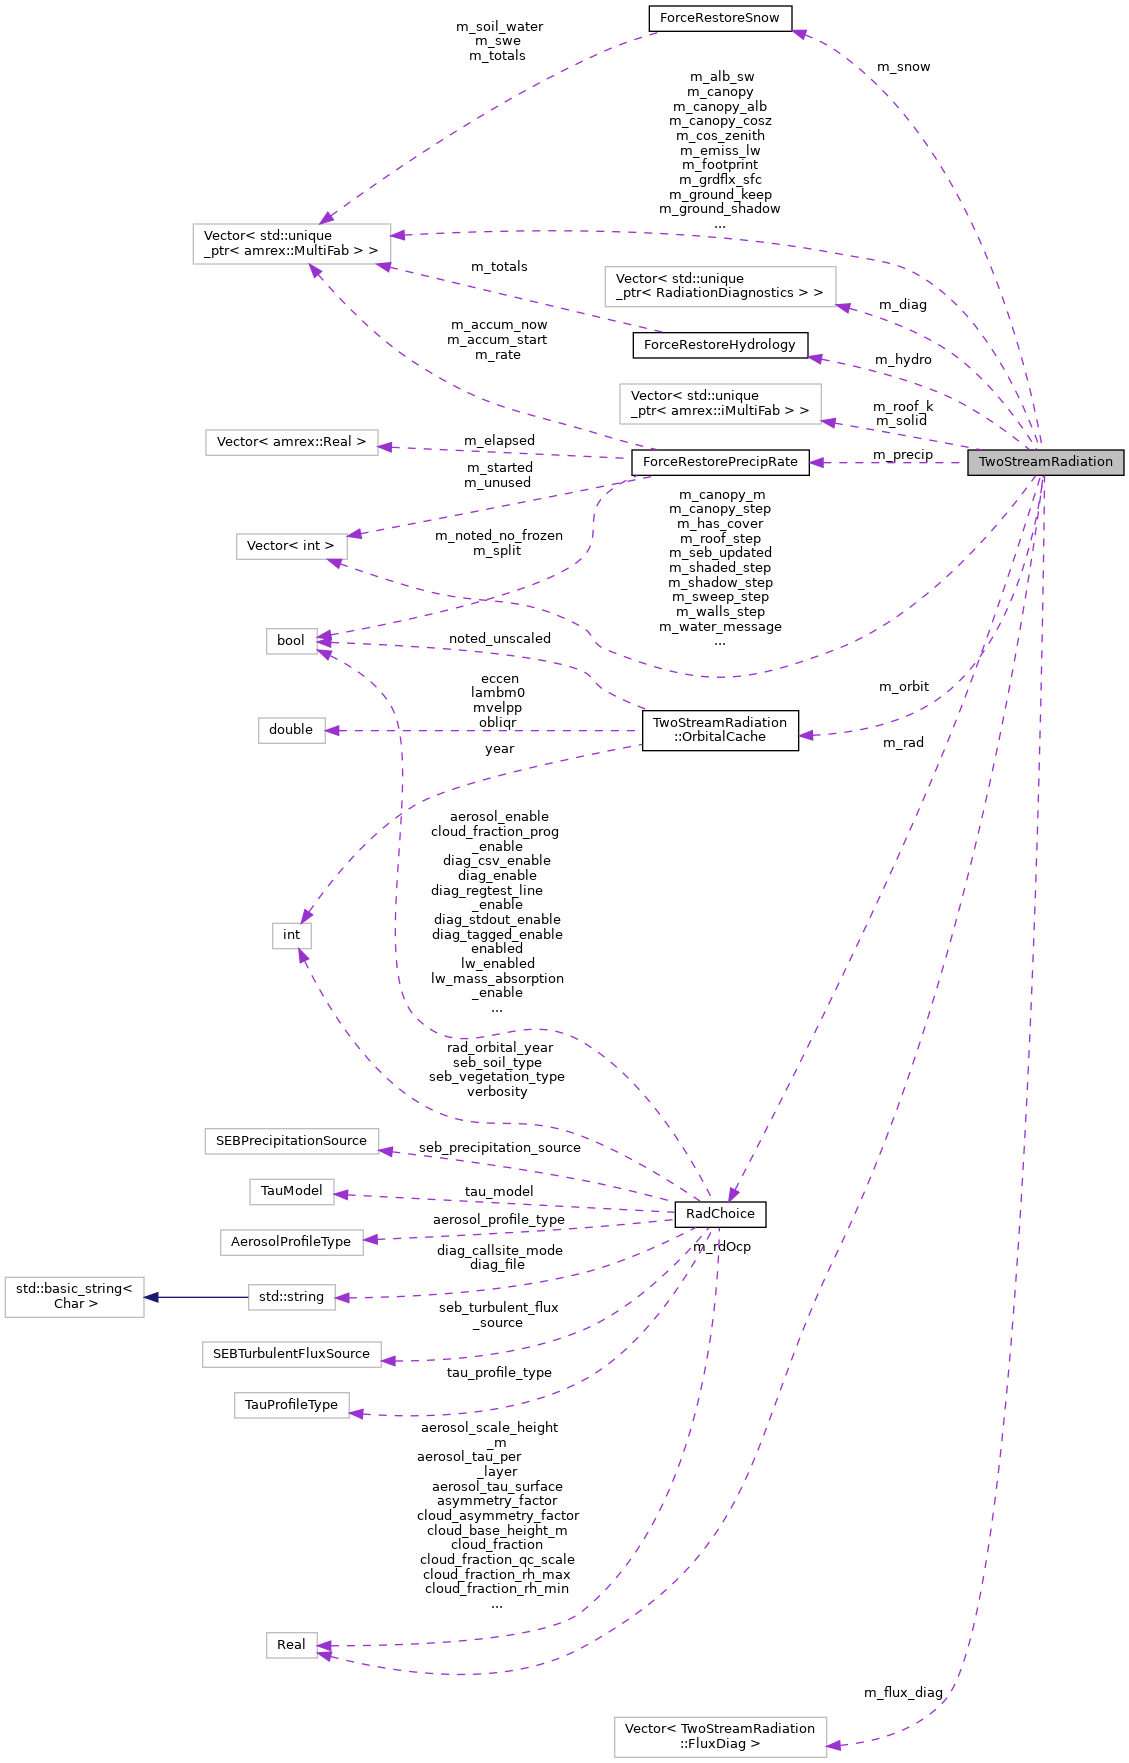 ForceRestoreSnow
m_soil_water
m_swe
m_totals
m_snow
m_alb_sw
m_canopy
m_canopy_alb
m_canopy_cosz
m_cos_zenith
m_emiss_lw
m_footprint
m_grdflx_sfc
m_ground_keep
m_ground_shadow
...
Vector< std::unique
_ptr< amrex::MultiFab > >
m_totals
Vector< std::unique
_ptr< RadiationDiagnostics > >
m_diag
m_accum_now
m_accum_start
m_rate
ForceRestoreHydrology
m_hydro
Vector< std::unique
_ptr< amrex::iMultiFab > >
m_roof_k
m_solid
Vector< amrex::Real >
m_elapsed
ForceRestorePrecipRate
m_precip
TwoStreamRadiation
m_started
m_unused
m_canopy_m
m_canopy_step
m_has_cover
m_roof_step
m_seb_updated
m_shaded_step
m_shadow_step
m_sweep_step
m_walls_step
m_water_message
...
Vector< int >
m_noted_no_frozen
m_split
bool
noted_unscaled
eccen
lambm0
mvelpp
obliqr
m_orbit
double
TwoStreamRadiation
::OrbitalCache
year
m_rad
aerosol_enable
cloud_fraction_prog
_enable
diag_csv_enable
diag_enable
diag_regtest_line
_enable
diag_stdout_enable
diag_tagged_enable
enabled
lw_enabled
lw_mass_absorption
_enable
...
int
rad_orbital_year
seb_soil_type
seb_vegetation_type
verbosity
SEBPrecipitationSource
seb_precipitation_source
TauModel
tau_model
RadChoice
AerosolProfileType
aerosol_profile_type
m_rdOcp
diag_callsite_mode
diag_file
std::basic_string<
Char >
std::string
seb_turbulent_flux
_source
SEBTurbulentFluxSource
tau_profile_type
TauProfileType
aerosol_scale_height
_m
aerosol_tau_per
_layer
aerosol_tau_surface
asymmetry_factor
cloud_asymmetry_factor
cloud_base_height_m
cloud_fraction
cloud_fraction_qc_scale
cloud_fraction_rh_max
cloud_fraction_rh_min
...
Real
m_flux_diag
Vector< TwoStreamRadiation
::FluxDiag >